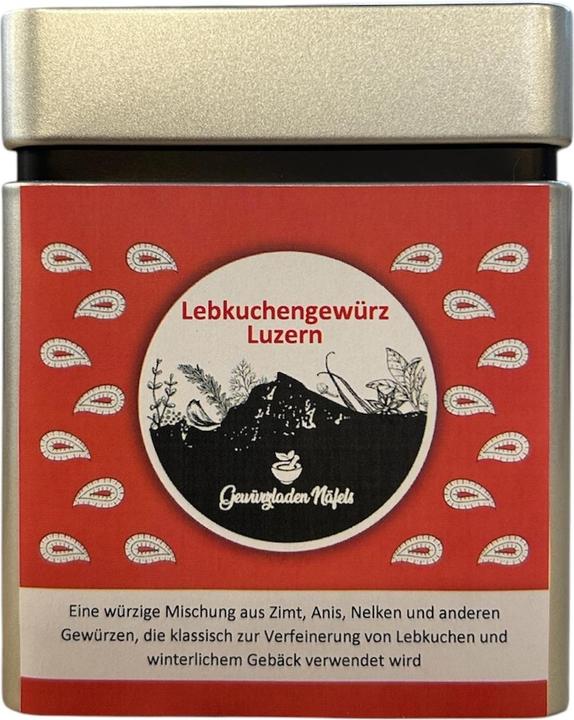 Lebkuchengewürz
Luzern
Gewürzladen Näfels
Eine würzige Mischung aus Zimt, Anis, Nelken und anderen
Gewürzen, die klassisch zur Verfeinerung von Lebkuchen und
winterlichem Gebäck verwendet wird